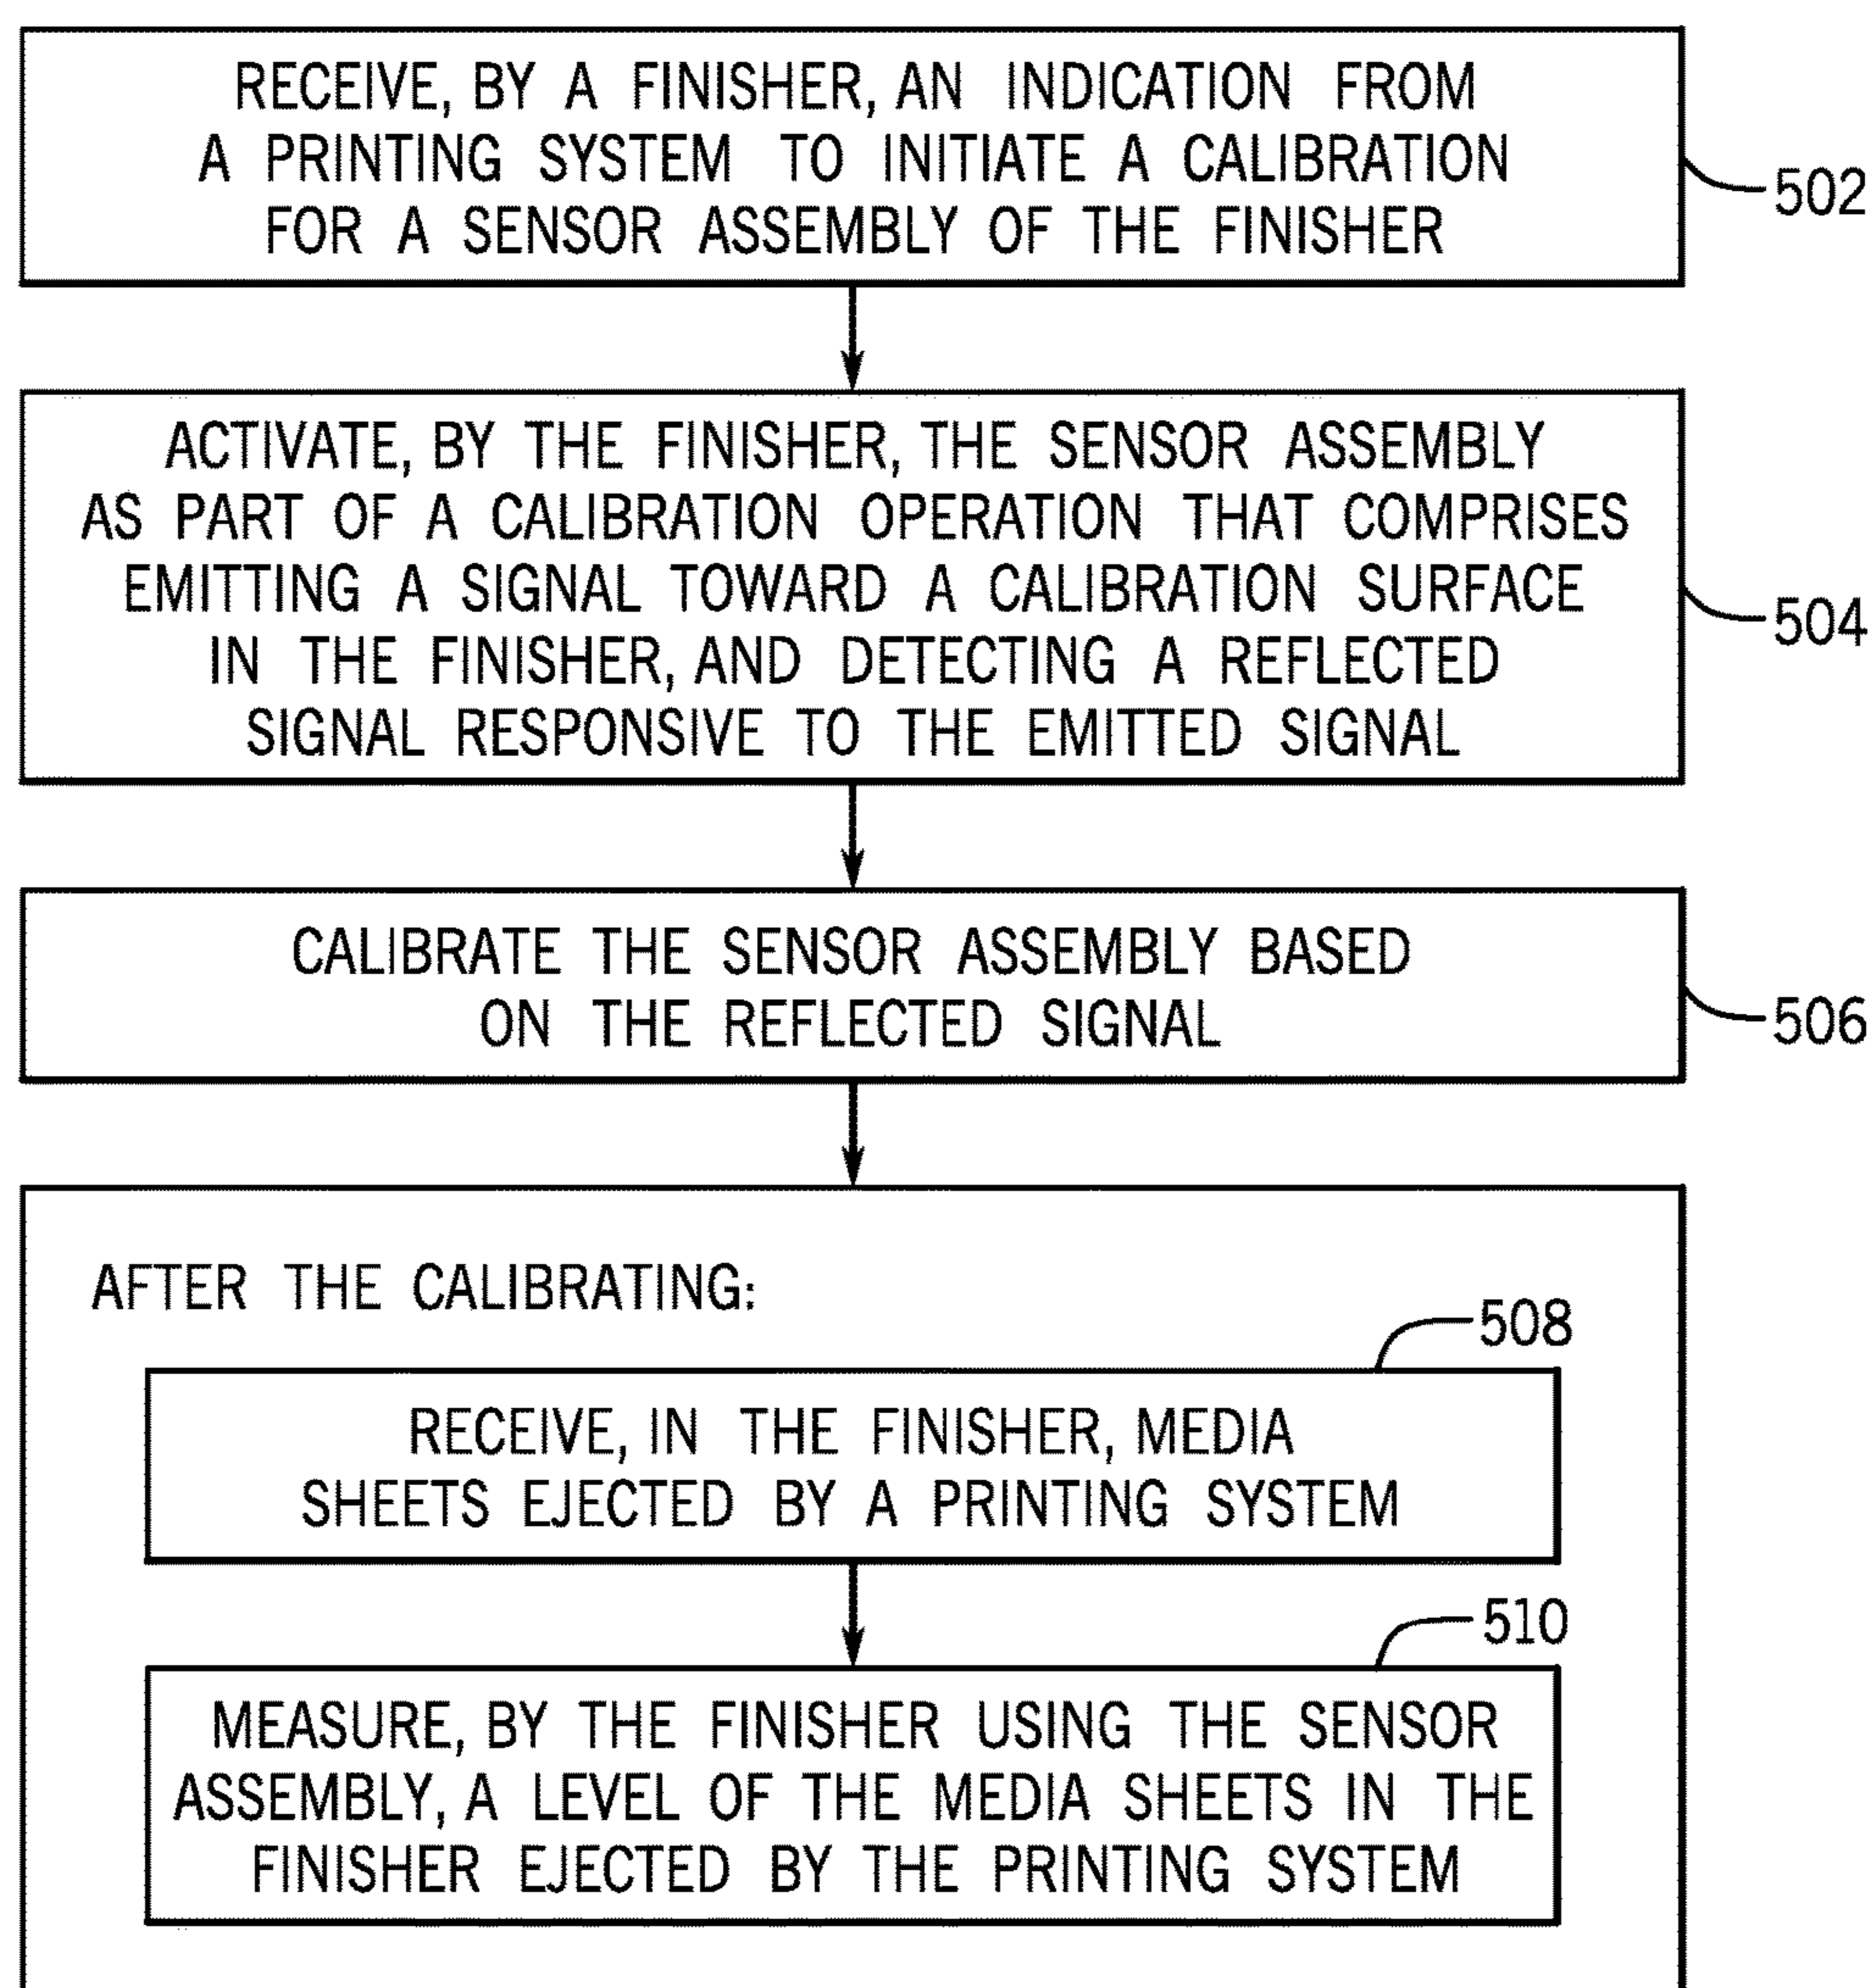 RECEIVE, BY A FINISHER, AN INDICATION FROM
A PRINTING SYSTEM TO INITIATE A CALIBRATION
FOR A SENSOR ASSEMBLY OF THE FINISHER
502
ACTIVATE, BY THE FINISHER, THE SENSOR ASSEMBLY
AS PART OF A CALIBRATION OPERATION THAT COMPRISES
EMITTING A SIGNAL TOWARD A CALIBRATION SURFACE
IN THE FINISHER, AND DETECTING A REFLECTED
SIGNAL RESPONSIVE TO THE EMITTED SIGNAL
504
CALIBRATE THE SENSOR ASSEMBLY BASED
ON THE REFLECTED SIGNAL
506
AFTER THE CALIBRATING:
508
RECEIVE, IN THE FINISHER, MEDIA
SHEETS EJECTED BY A PRINTING SYSTEM
510
MEASURE, BY THE FINISHER USING THE SENSOR
ASSEMBLY, A LEVEL OF THE MEDIA SHEETS IN THE
FINISHER EJECTED BY THE PRINTING SYSTEM